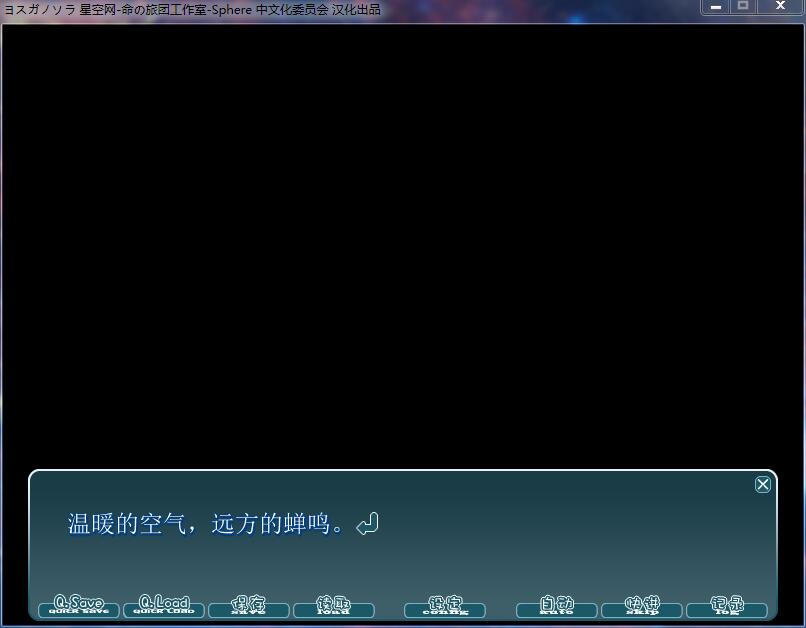 ヨスガノソラ 星空网-命の旅团工作室-Sphere 中文化委员会 汉化出品
温暖的空气，远方的蝉鸣。
Q.Save Q.Load 保存 读取 设定 自动 快进 记录
quick save quick load save load config auto skip log